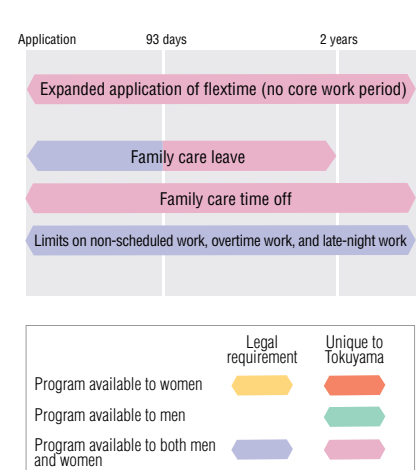 Application 93 days 2 years
Expanded application of flextime (no core work period)
Family care leave
Family care time off
Limits on non-scheduled work, overtime work, and late-night work
Legal requirement
Unique to Tokuyama
Program available to women
Program available to men
Program available to both men
and women